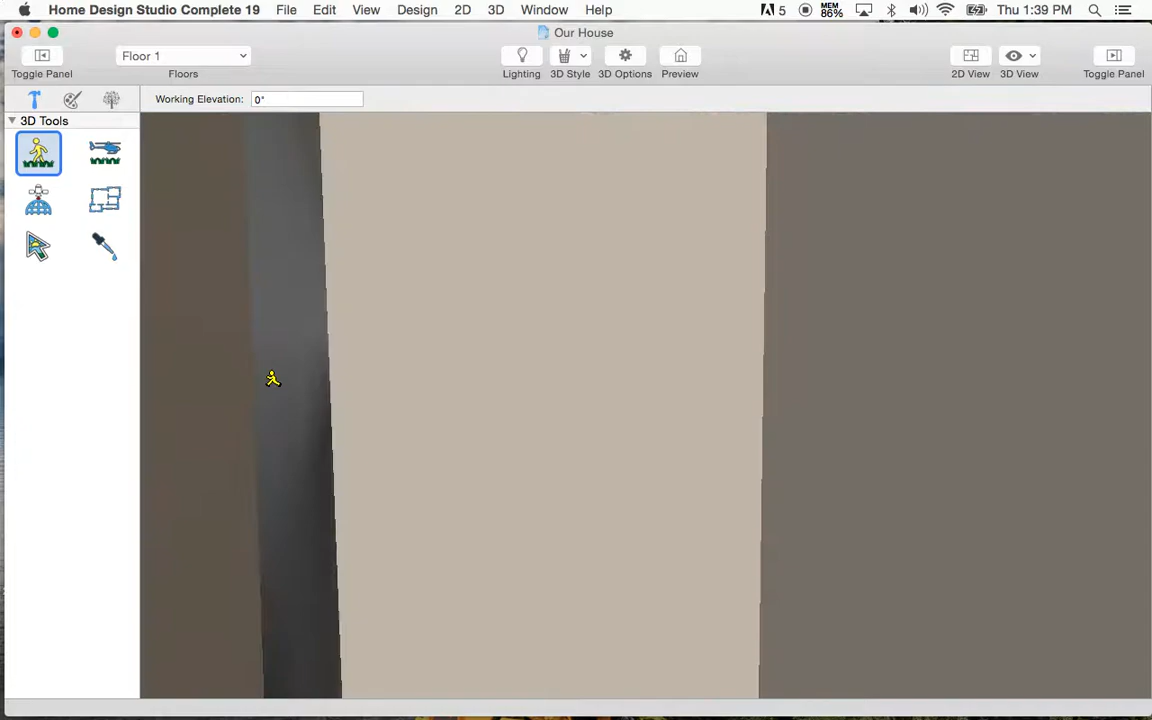 Home Design Studio Complete 19 File Edit View Design 2D 3D Window Help 5 MEM 86% Thu 1:39 PM
Our House
Floor 1
Toggle Panel Floors Lighting 3D Style 3D Options Preview 2D View 3D View Toggle Panel
Working Elevation: 0"
3D Tools